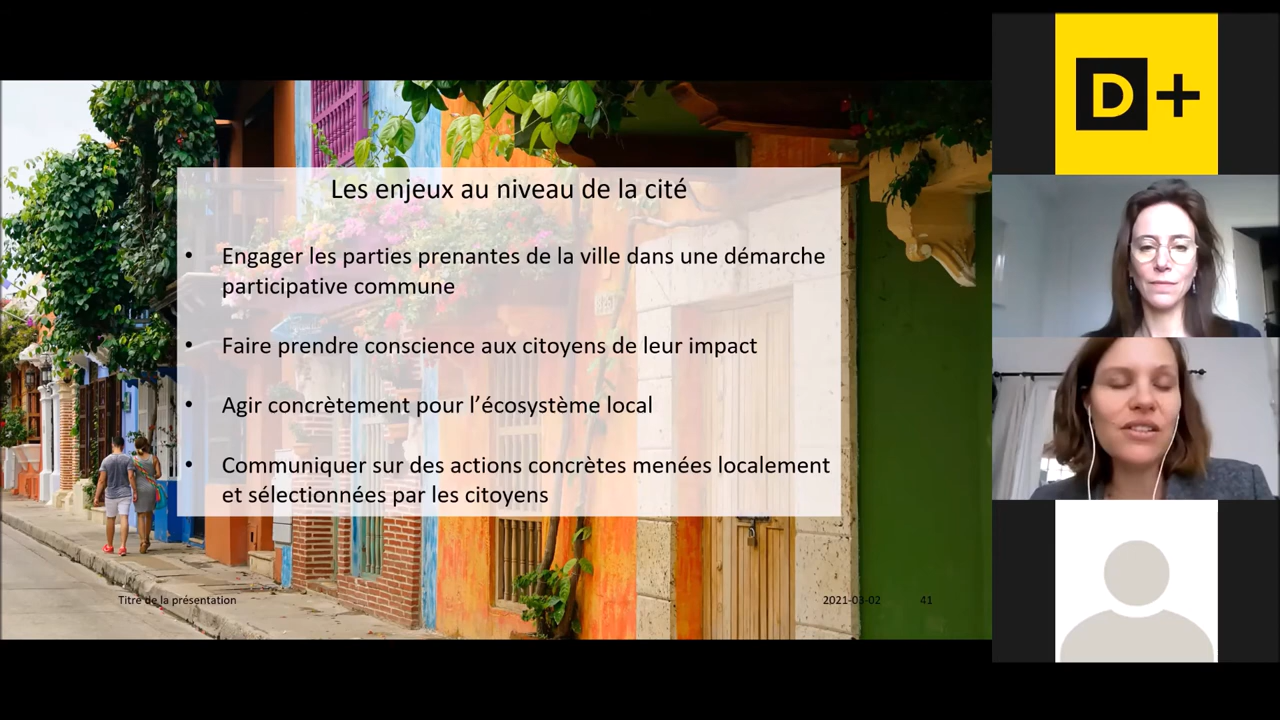 D+
Les enjeux au niveau de la cité
• Engager les parties prenantes de la ville dans une démarche
participative commune
• Faire prendre conscience aux citoyens de leur impact
• Agir concrètement pour l’écosystème local
• Communiquer sur des actions concrètes menées localement
et sélectionnées par les citoyens
Titre de la présentation
2021-03-02
41